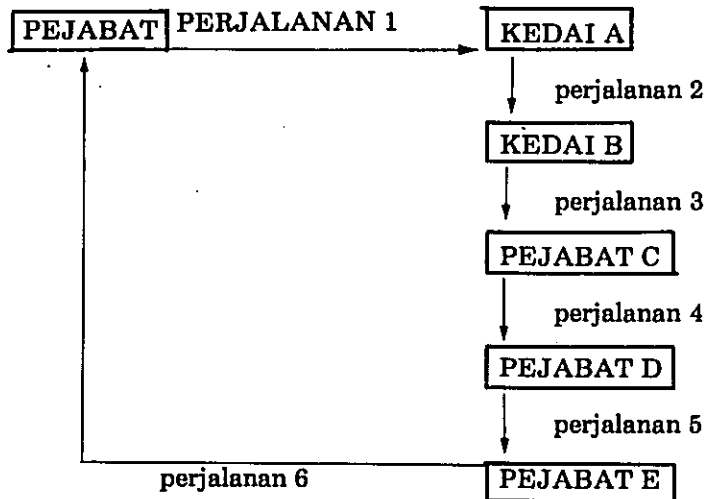 PEJABAT PERJALANAN 1 KEDAI A
perjalanan 2
KEDAI B
perjalanan 3
PEJABAT C
perjalanan 4
PEJABAT D
perjalanan 5
perjalanan 6 PEJABAT E